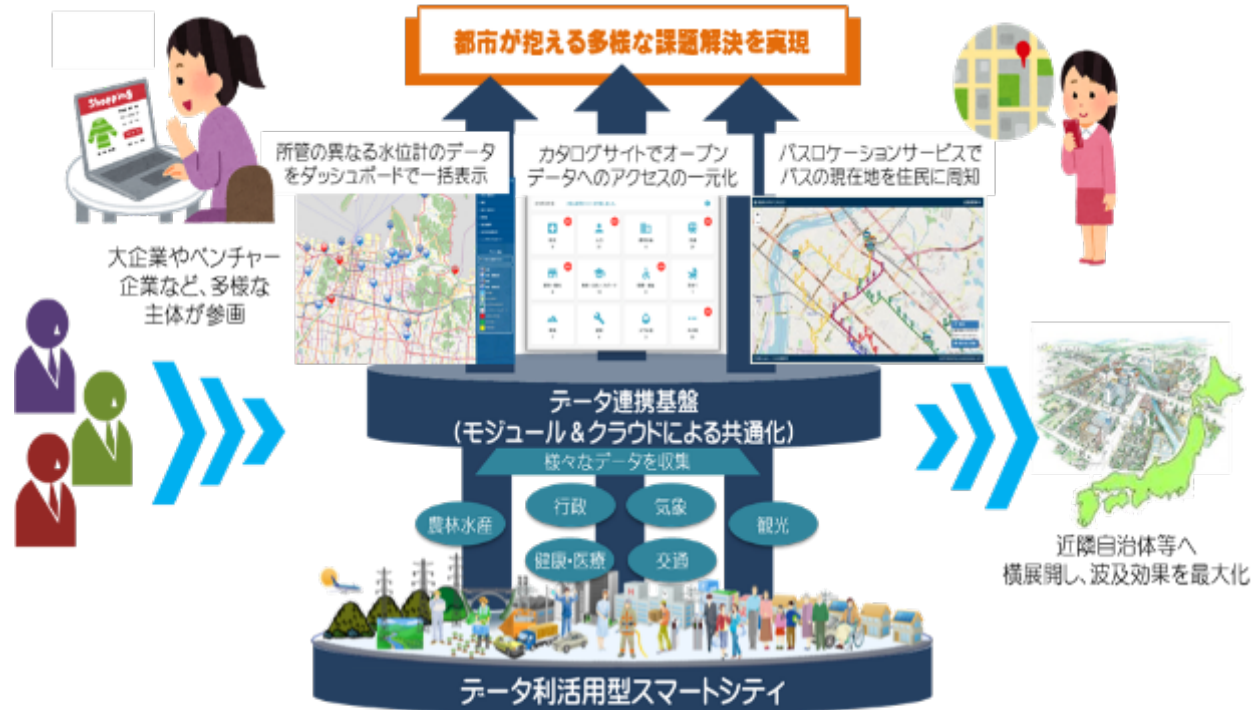 都市が抱える多様な課題解決を実現
Shopping
所管の異なる水位計のデータ
をダッシュボードで一括表示
カタログサイトでオープン
データへのアクセスの一元化
バスロケーションサービスで
バスの現在地を住民に周知
大企業やベンチャー
企業など、多様な
主体が参画
データ連携基盤
(モジュール&クラウドによる共通化)
様々なデータを収集
農林水産
行政
気象
観光
健康・医療
交通
近隣自治体等へ
横展開し、波及効果を最大化
データ利活用型スマートシティ